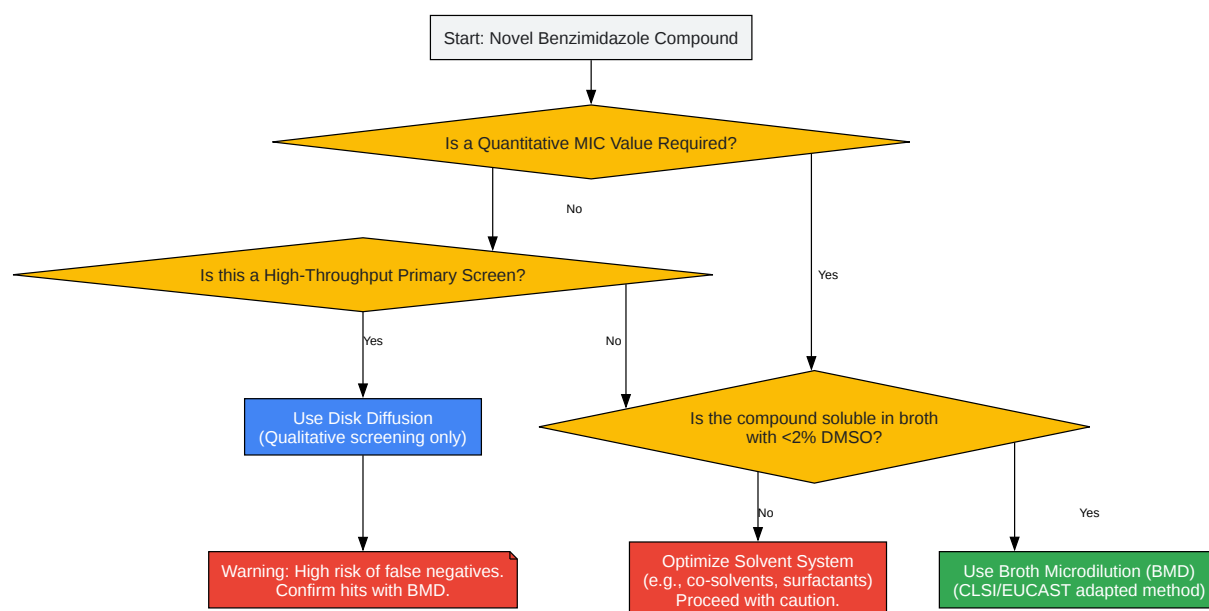 Start: Novel Benzimidazole Compound
Is a Quantitative MIC Value Required?
No
Is this a High-Throughput Primary Screen?
Yes
Yes
No
Use Disk Diffusion
(Qualitative screening only)
Is the compound soluble in broth
with <2% DMSO?
No
Yes
Warning: High risk of false negatives.
Confirm hits with BMD.
Optimize Solvent System
(e.g., co-solvents, surfactants)
Proceed with caution.
Use Broth Microdilution (BMD)
(CLSI/EUCAST adapted method)